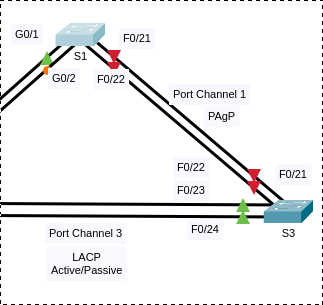 G0/1
F0/21
S1
G0/2
F0/22
Port Channel 1
PAgP
F0/22
F0/21
F0/23
F0/24
S3
Port Channel 3
LACP
Active/Passive